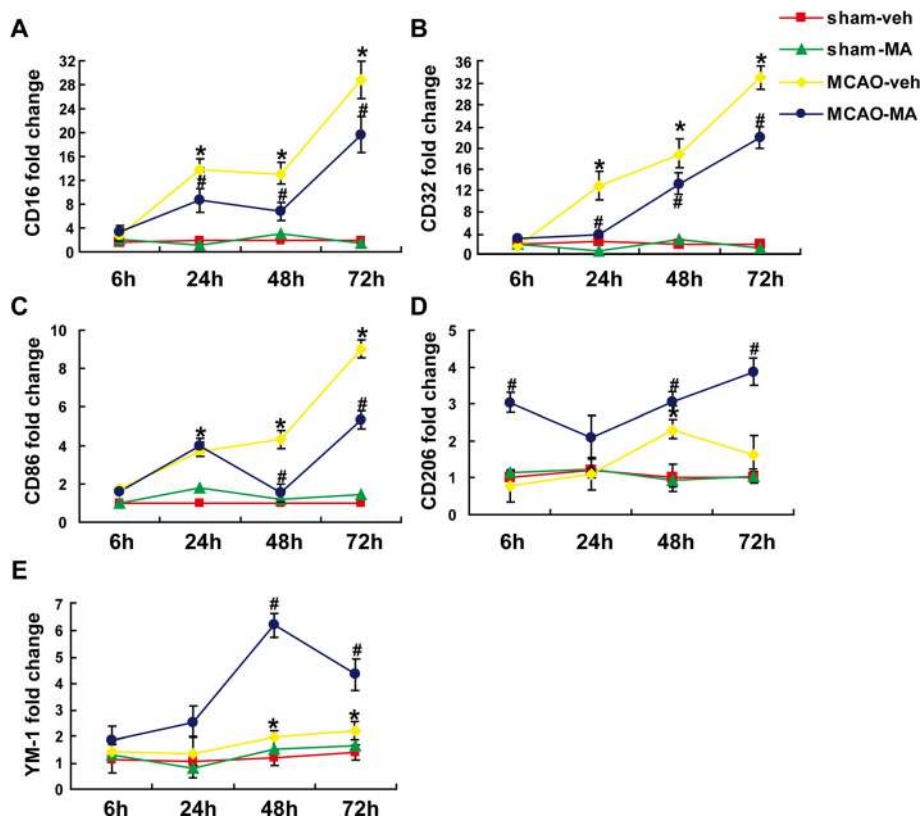 A
CD16 fold change
32
28
24
20
16
12
8
4
0
* * *
# # #
6h 24h 48h 72h
B
CD32 fold change
36
32
28
24
20
16
12
8
4
0
* * *
# # #
6h 24h 48h 72h
sham-veh
sham-MA
MCAO-veh
MCAO-MA
C
CD86 fold change
10
8
6
4
2
0
* * *
# #
6h 24h 48h 72h
D
CD206 fold change
5
4
3
2
1
0
# # #
*
6h 24h 48h 72h
E
YM-1 fold change
7
6
5
4
3
2
1
0
# #
* *
6h 24h 48h 72h